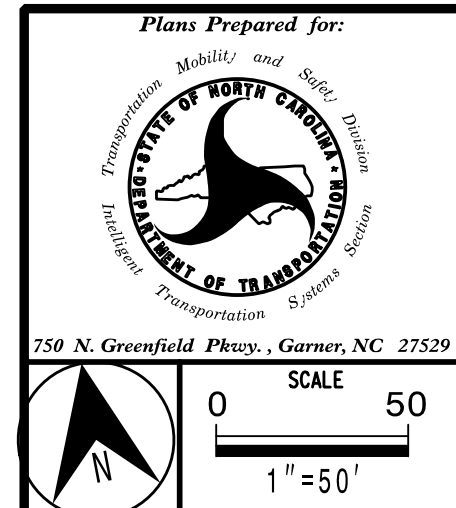 Plans Prepared for:
Transportation Mobility and Safety Division
STATE OF NORTH CAROLINA
DEPARTMENT OF TRANSPORTATION
Intelligent Transportation Systems Section
750 N. Greenfield Pkwy. , Garner, NC 27529
N
SCALE
0 50
1"=50'